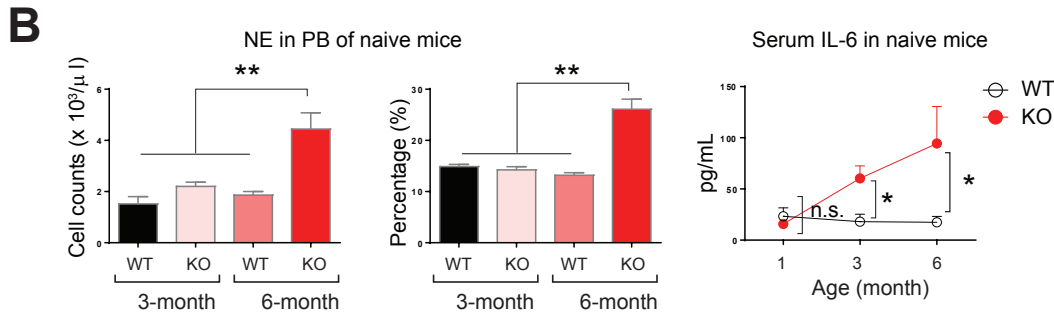 B
NE in PB of naive mice
Cell counts (x 10³/μ l)
6
4
2
0
**
WT KO WT KO
3-month 6-month
Percentage (%)
30
20
10
0
**
WT KO WT KO
3-month 6-month
Serum IL-6 in naive mice
pg/mL
150
100
50
0
n.s.
*
*
1 3 6
Age (month)
WT
KO